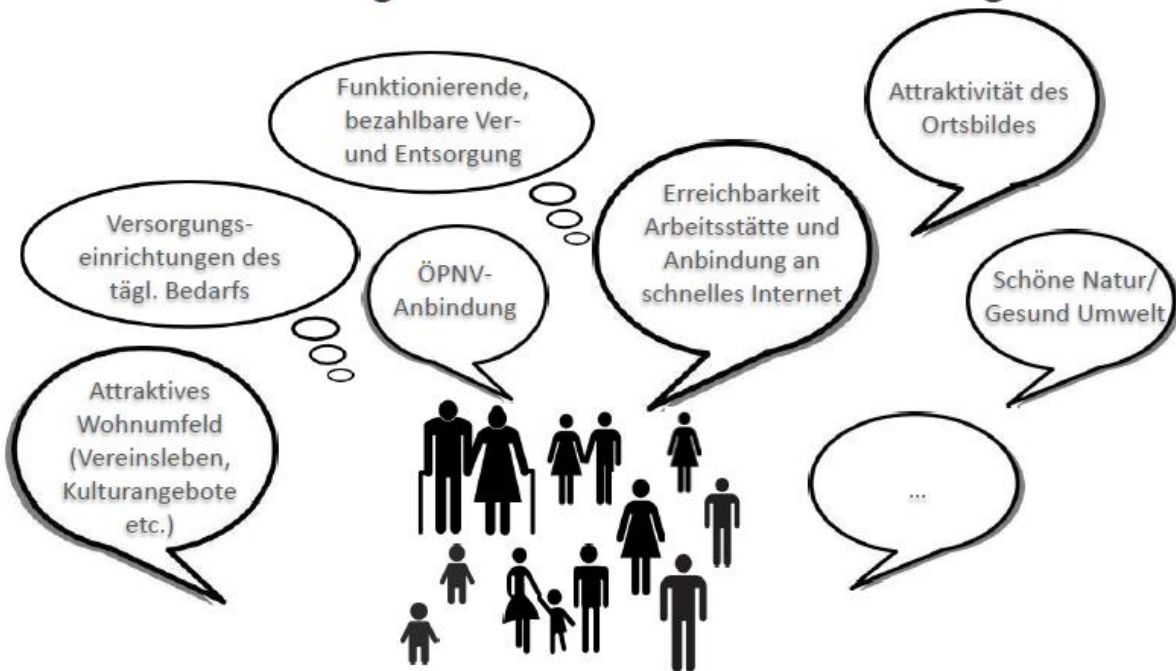 Funktionierende,
bezahlbare Ver-
und Entsorgung
Attraktivität des
Ortsbildes
Versorgungs-
einrichtungen des
tägl. Bedarfs
ÖPNV-
Anbindung
Erreichbarkeit
Arbeitsstätte und
Anbindung an
schnelles Internet
Schöne Natur/
Gesund Umwelt
Attraktives
Wohnumfeld
(Vereinsleben,
Kulturangebote
etc.)
...